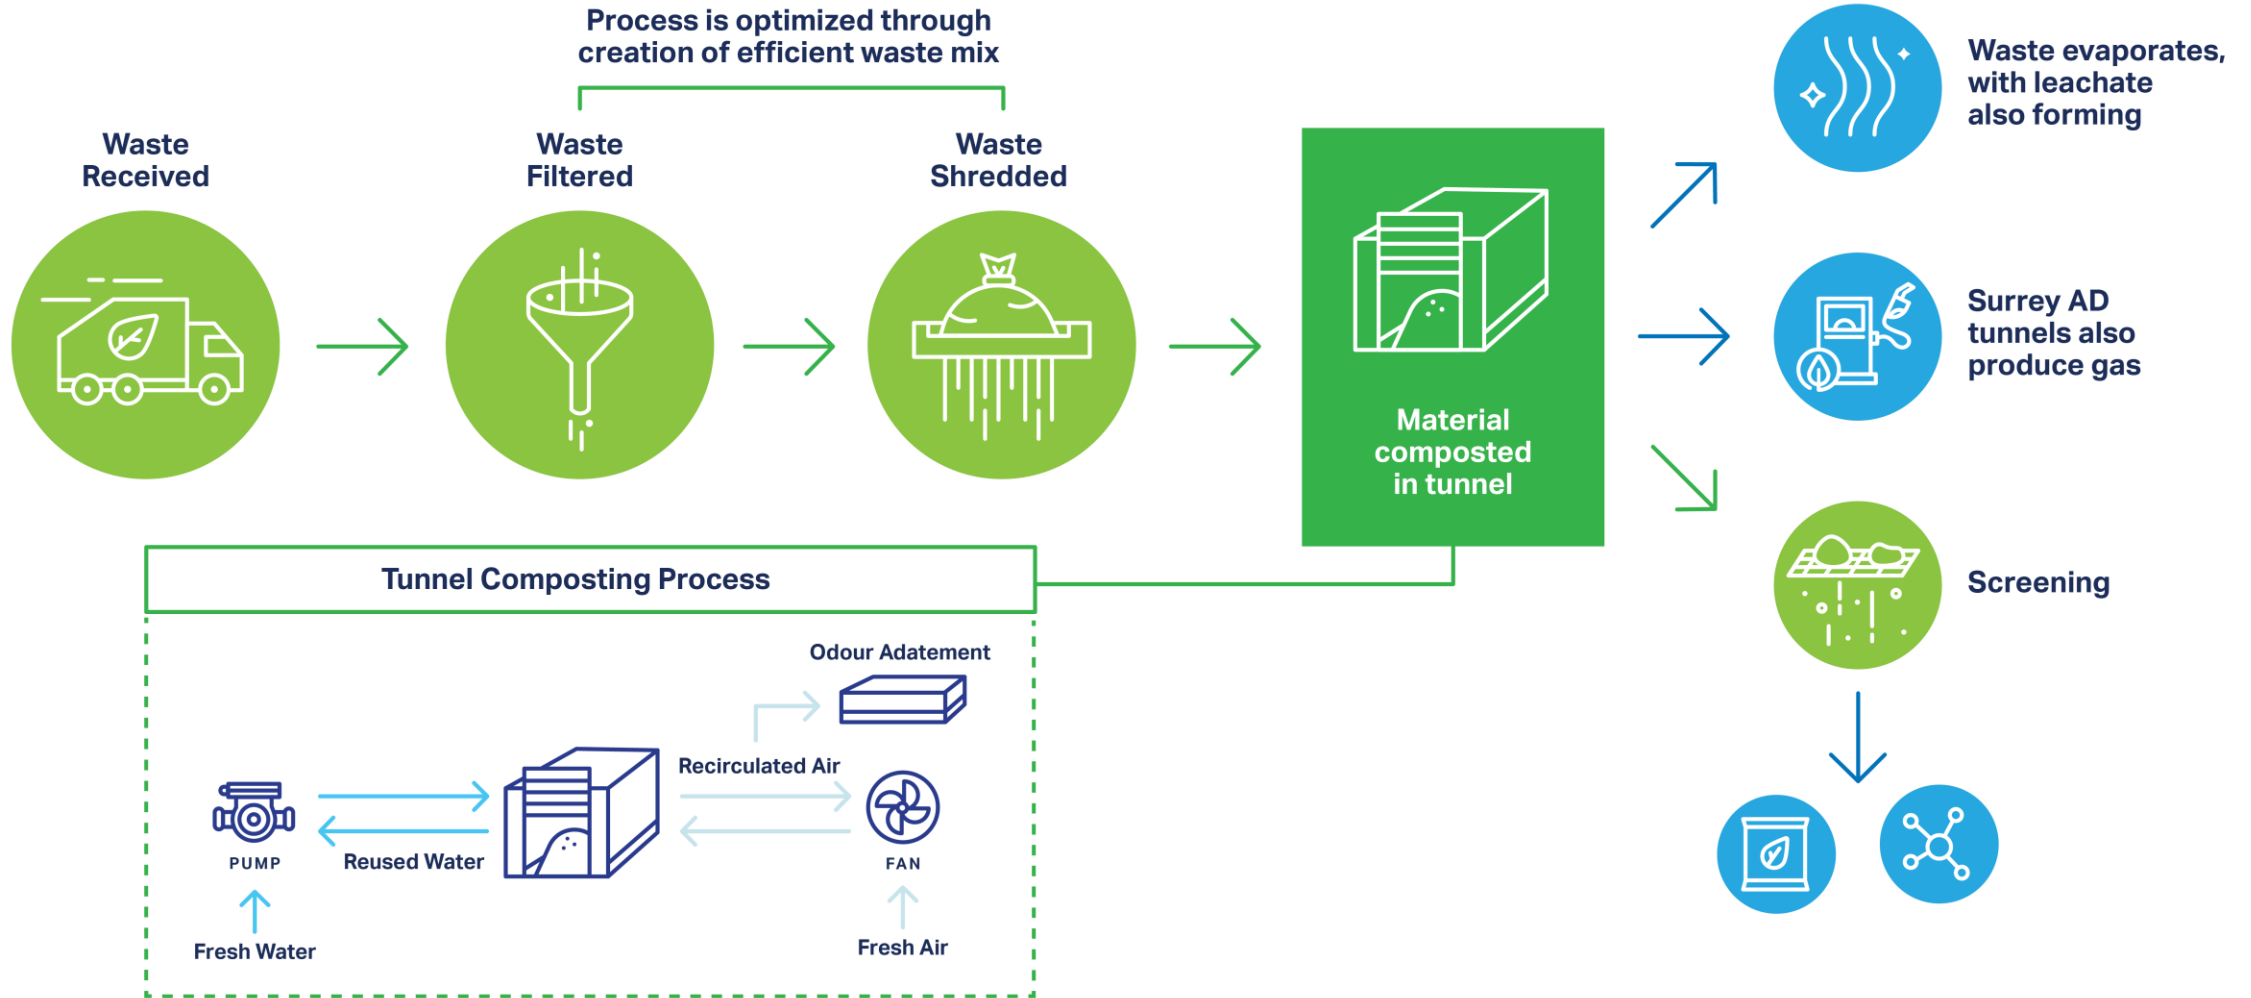 Process is optimized through
creation of efficient waste mix
Waste
Received
Waste
Filtered
Waste
Shredded
Material
composted
in tunnel
Waste evaporates,
with leachate
also forming
Surrey AD
tunnels also
produce gas
Screening
Tunnel Composting Process
Odour Adatement
Recirculated Air
PUMP
Reused Water
FAN
Fresh Water
Fresh Air